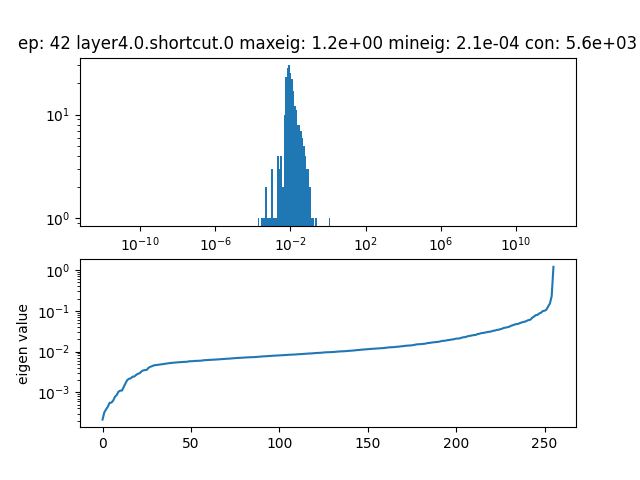 ep: 42 layer4.0.shortcut.0 maxeig: 1.2e+00 mineig: 2.1e-04 con: 5.6e+03
10¹
10⁰
10⁻¹⁰ 10⁻⁶ 10⁻² 10² 10⁶ 10¹⁰
10⁰
10⁻¹
10⁻²
10⁻³
eigen value
0 50 100 150 200 250